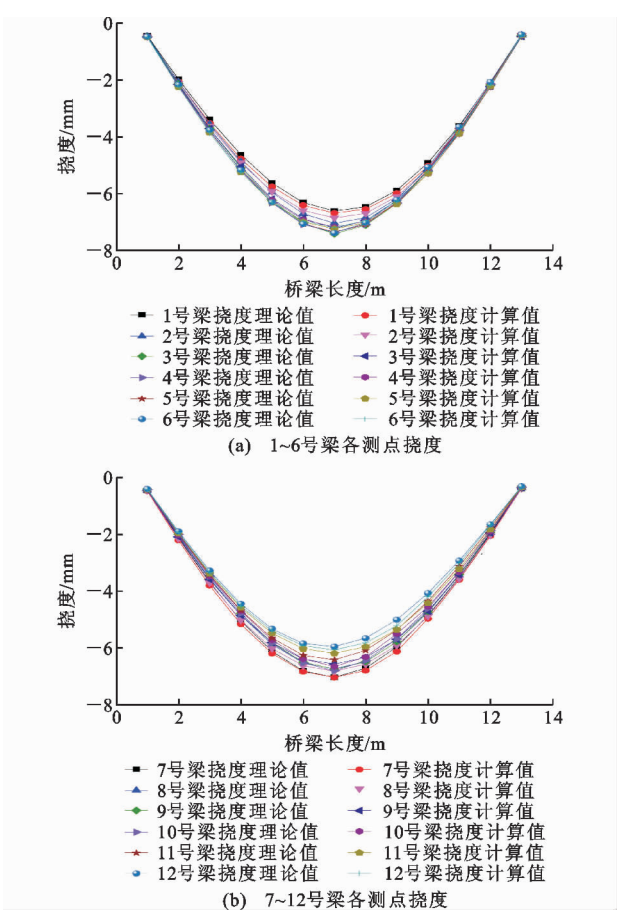 0
−2
−4
−6
−8
挠度/mm
0 2 4 6 8 10 12 14
桥梁长度/m
1号梁挠度理论值 1号梁挠度计算值
2号梁挠度理论值 2号梁挠度计算值
3号梁挠度理论值 3号梁挠度计算值
4号梁挠度理论值 4号梁挠度计算值
5号梁挠度理论值 5号梁挠度计算值
6号梁挠度理论值 6号梁挠度计算值
(a) 1~6号梁各测点挠度
0
−2
−4
−6
−8
挠度/mm
0 2 4 6 8 10 12 14
桥梁长度/m
7号梁挠度理论值 7号梁挠度计算值
8号梁挠度理论值 8号梁挠度计算值
9号梁挠度理论值 9号梁挠度计算值
10号梁挠度理论值 10号梁挠度计算值
11号梁挠度理论值 11号梁挠度计算值
12号梁挠度理论值 12号梁挠度计算值
(b) 7~12号梁各测点挠度